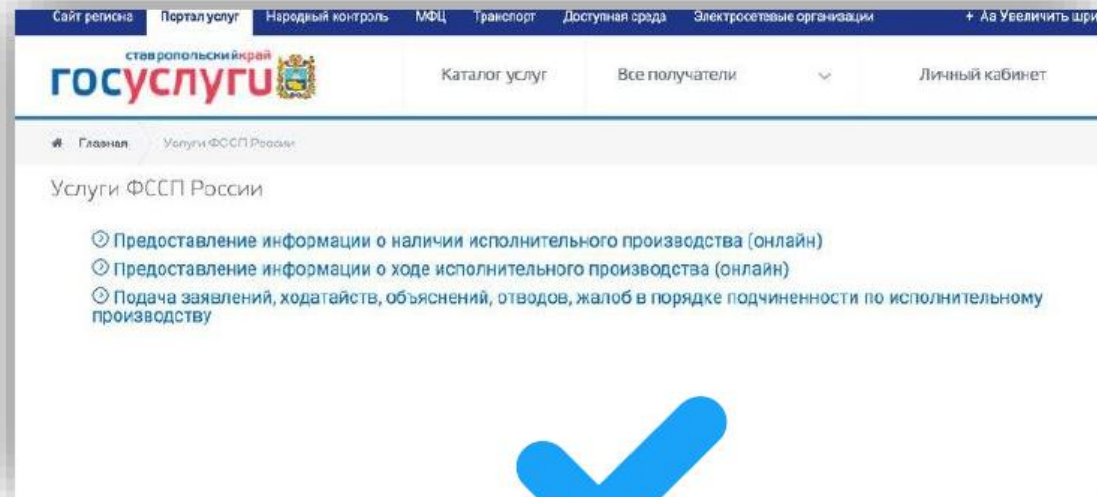 Сайт региона Портал услуг Народный контроль МФЦ Транспорт Доступная среда Электросетевые организации + Aa Увеличить шри
ставропольский край
госуслуги Каталог услуг Все получатели Личный кабинет
Главная Услуги ФССП России
Услуги ФССП России
Предоставление информации о наличии исполнительного производства (онлайн)
Предоставление информации о ходе исполнительного производства (онлайн)
Подача заявлений, ходатайств, объяснений, отводов, жалоб в порядке подчиненности по исполнительному
производству